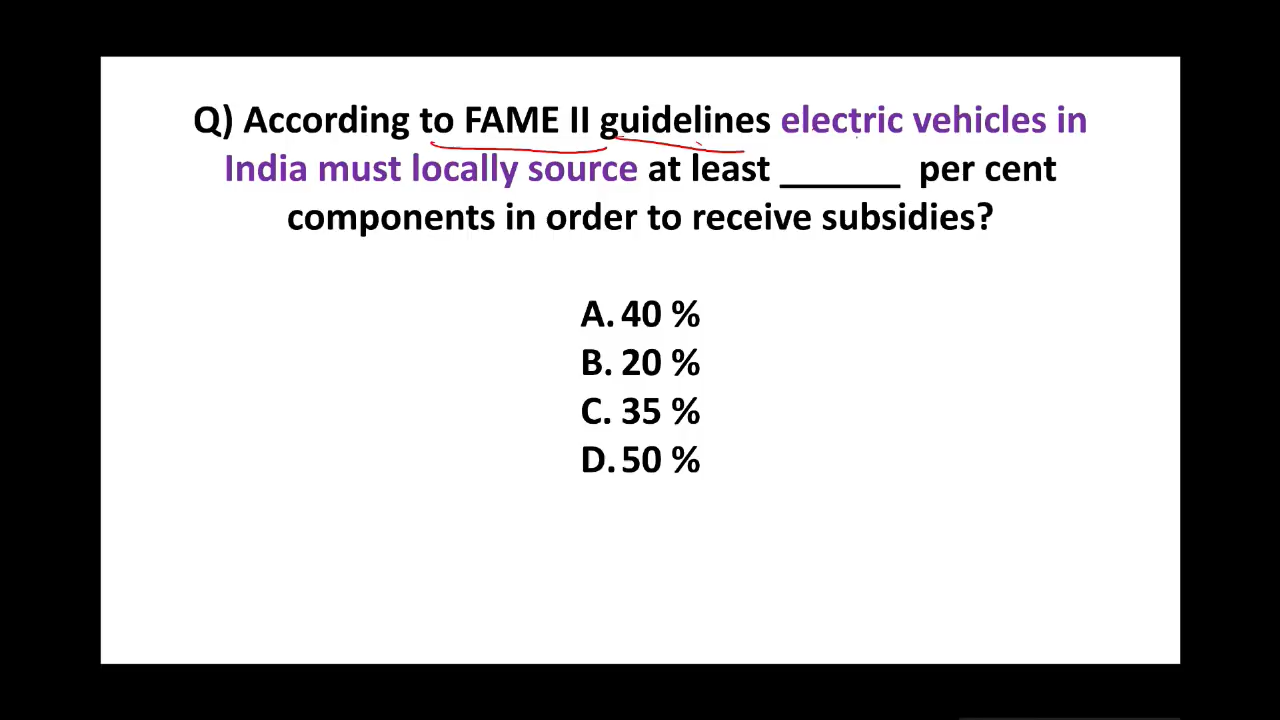 Q) According to FAME II guidelines electric vehicles in
India must locally source at least ______ per cent
components in order to receive subsidies?
A. 40 %
B. 20 %
C. 35 %
D. 50 %